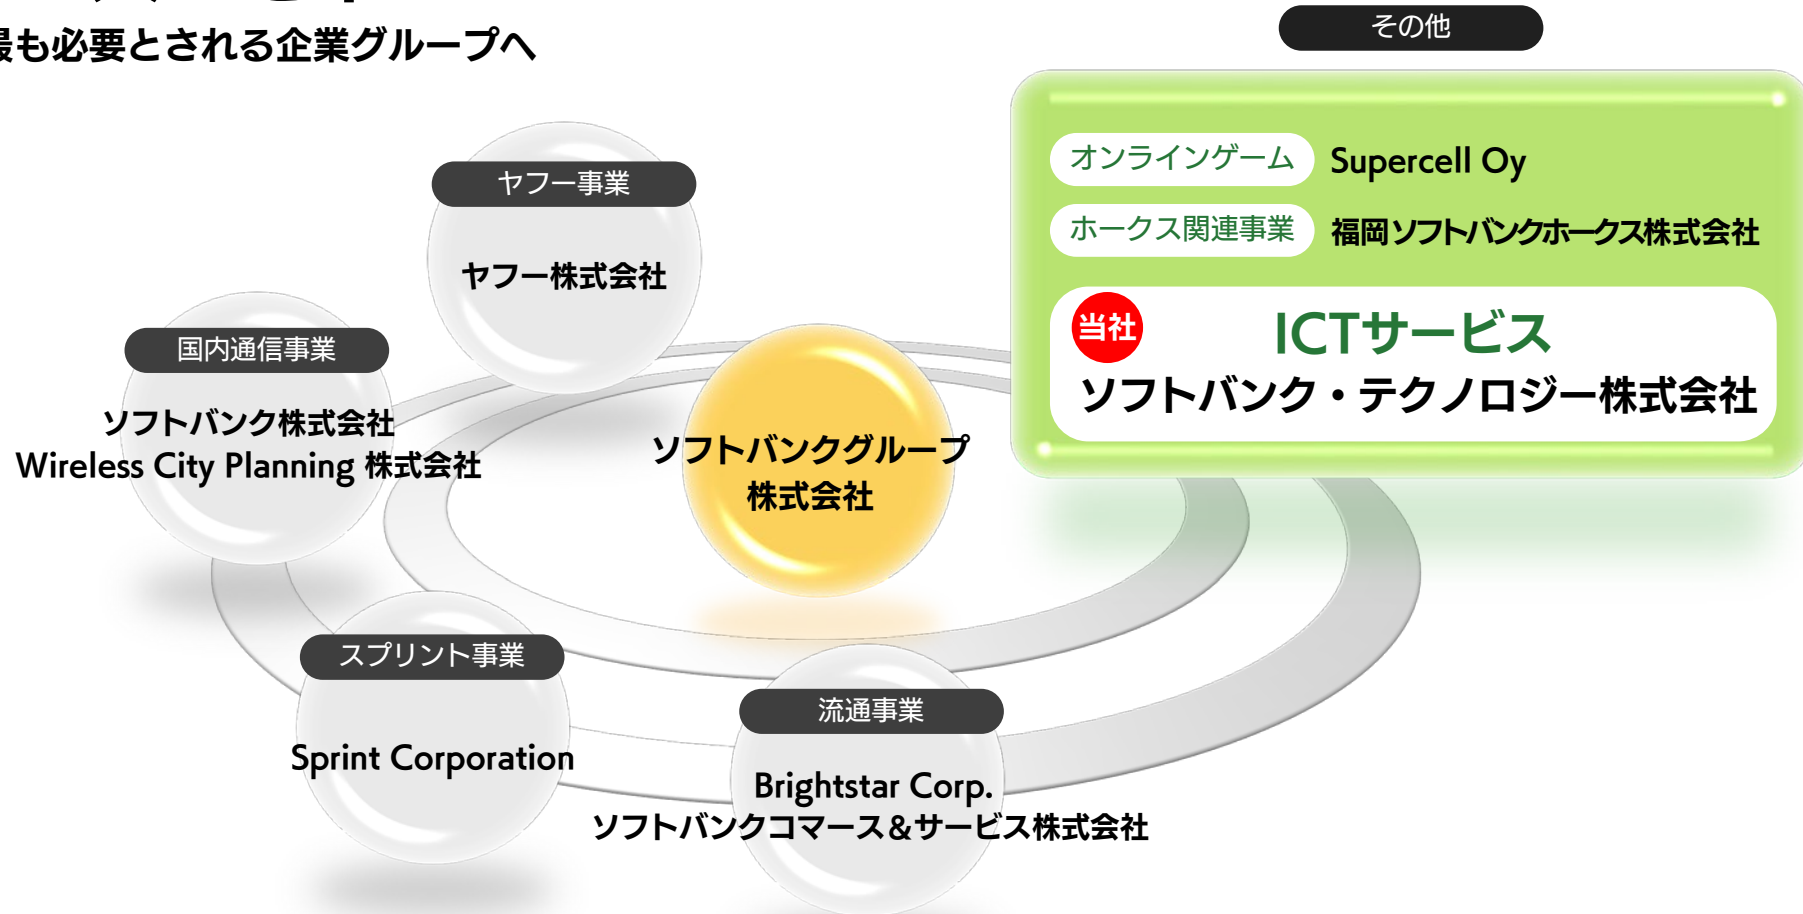 最も必要とされる企業グループへ
その他
オンラインゲーム Supercell Oy
ホークス関連事業 福岡ソフトバンクホークス株式会社
当社 ICTサービス
ソフトバンク・テクノロジー株式会社
ヤフー事業
ヤフー株式会社
国内通信事業
ソフトバンク株式会社
Wireless City Planning 株式会社
ソフトバンクグループ
株式会社
スプリント事業
Sprint Corporation
流通事業
Brightstar Corp.
ソフトバンクコマース&サービス株式会社